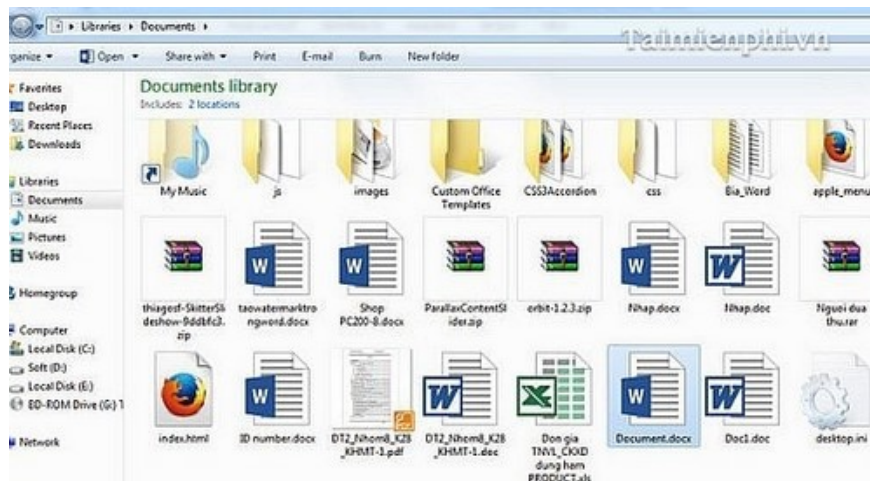 Libraries ▸ Documents ▸
Taimienphi.vn
rganize Open Share with Print E-mail Burn New folder
Favorites
Desktop
Recent Places
Downloads
Libraries
Documents
Music
Pictures
Videos
Homegroup
Computer
Local Disk (C:)
Soft (D:)
Local Disk (E:)
BD-ROM Drive (G:) T
Network
Documents library
Includes: 2 locations
My Music
js
images
Custom Office
Templates
CSS3Accordion
css
Bia_Word
apple_menu
thiagosf-SkitterSli
deshow-9ddbfc3.
zip
taowatermarktro
ngword.docx
Shop
PC200-8.docx
ParallaxContentSl
ider.zip
orbit-1.2.3.zip
Nhap.docx
Nhap.doc
Nguoi dua
thu.rar
index.html
ID number.docx
DT2_Nhom8_K28
_KHMT-1.pdf
DT2_Nhom8_K28
_KHMT-1.doc
Don gia
TNVL_CKXD
dung ham
PRODUCT.xls
Document.docx
Doc1.doc
desktop.ini